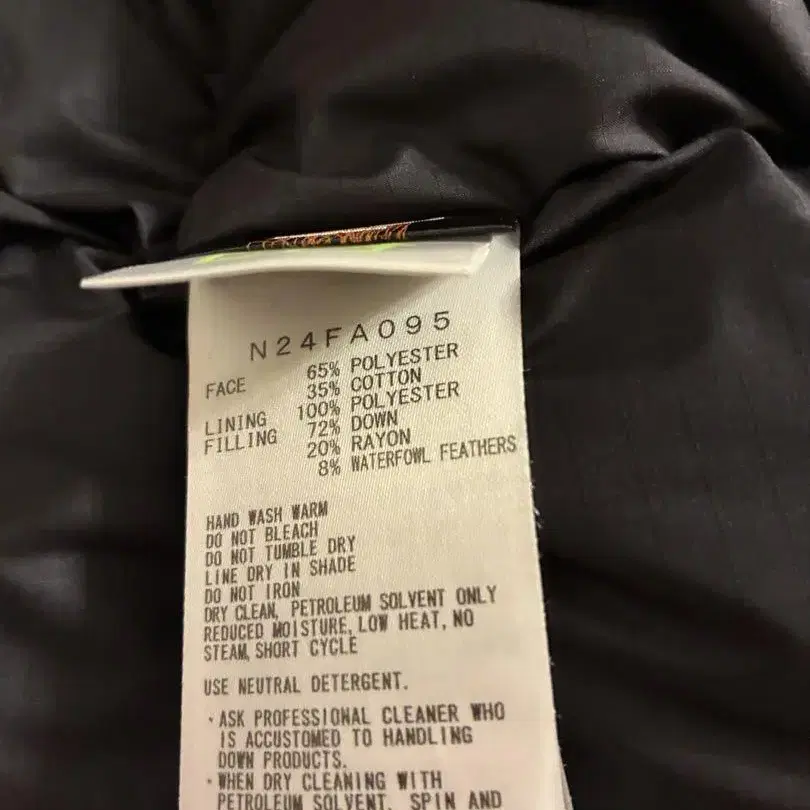 N24FA095
FACE 65% POLYESTER
35% COTTON
LINING 100% POLYESTER
FILLING 72% DOWN
20% RAYON
8% WATERFOWL FEATHERS
HAND WASH WARM
DO NOT BLEACH
DO NOT TUMBLE DRY
LINE DRY IN SHADE
DO NOT IRON
DRY CLEAN, PETROLEUM SOLVENT ONLY
REDUCED MOISTURE, LOW HEAT, NO
STEAM, SHORT CYCLE
USE NEUTRAL DETERGENT.
・ASK PROFESSIONAL CLEANER WHO
IS ACCUSTOMED TO HANDLING
DOWN PRODUCTS.
・WHEN DRY CLEANING WITH
PETROLEUM SOLVENT, SPIN AND